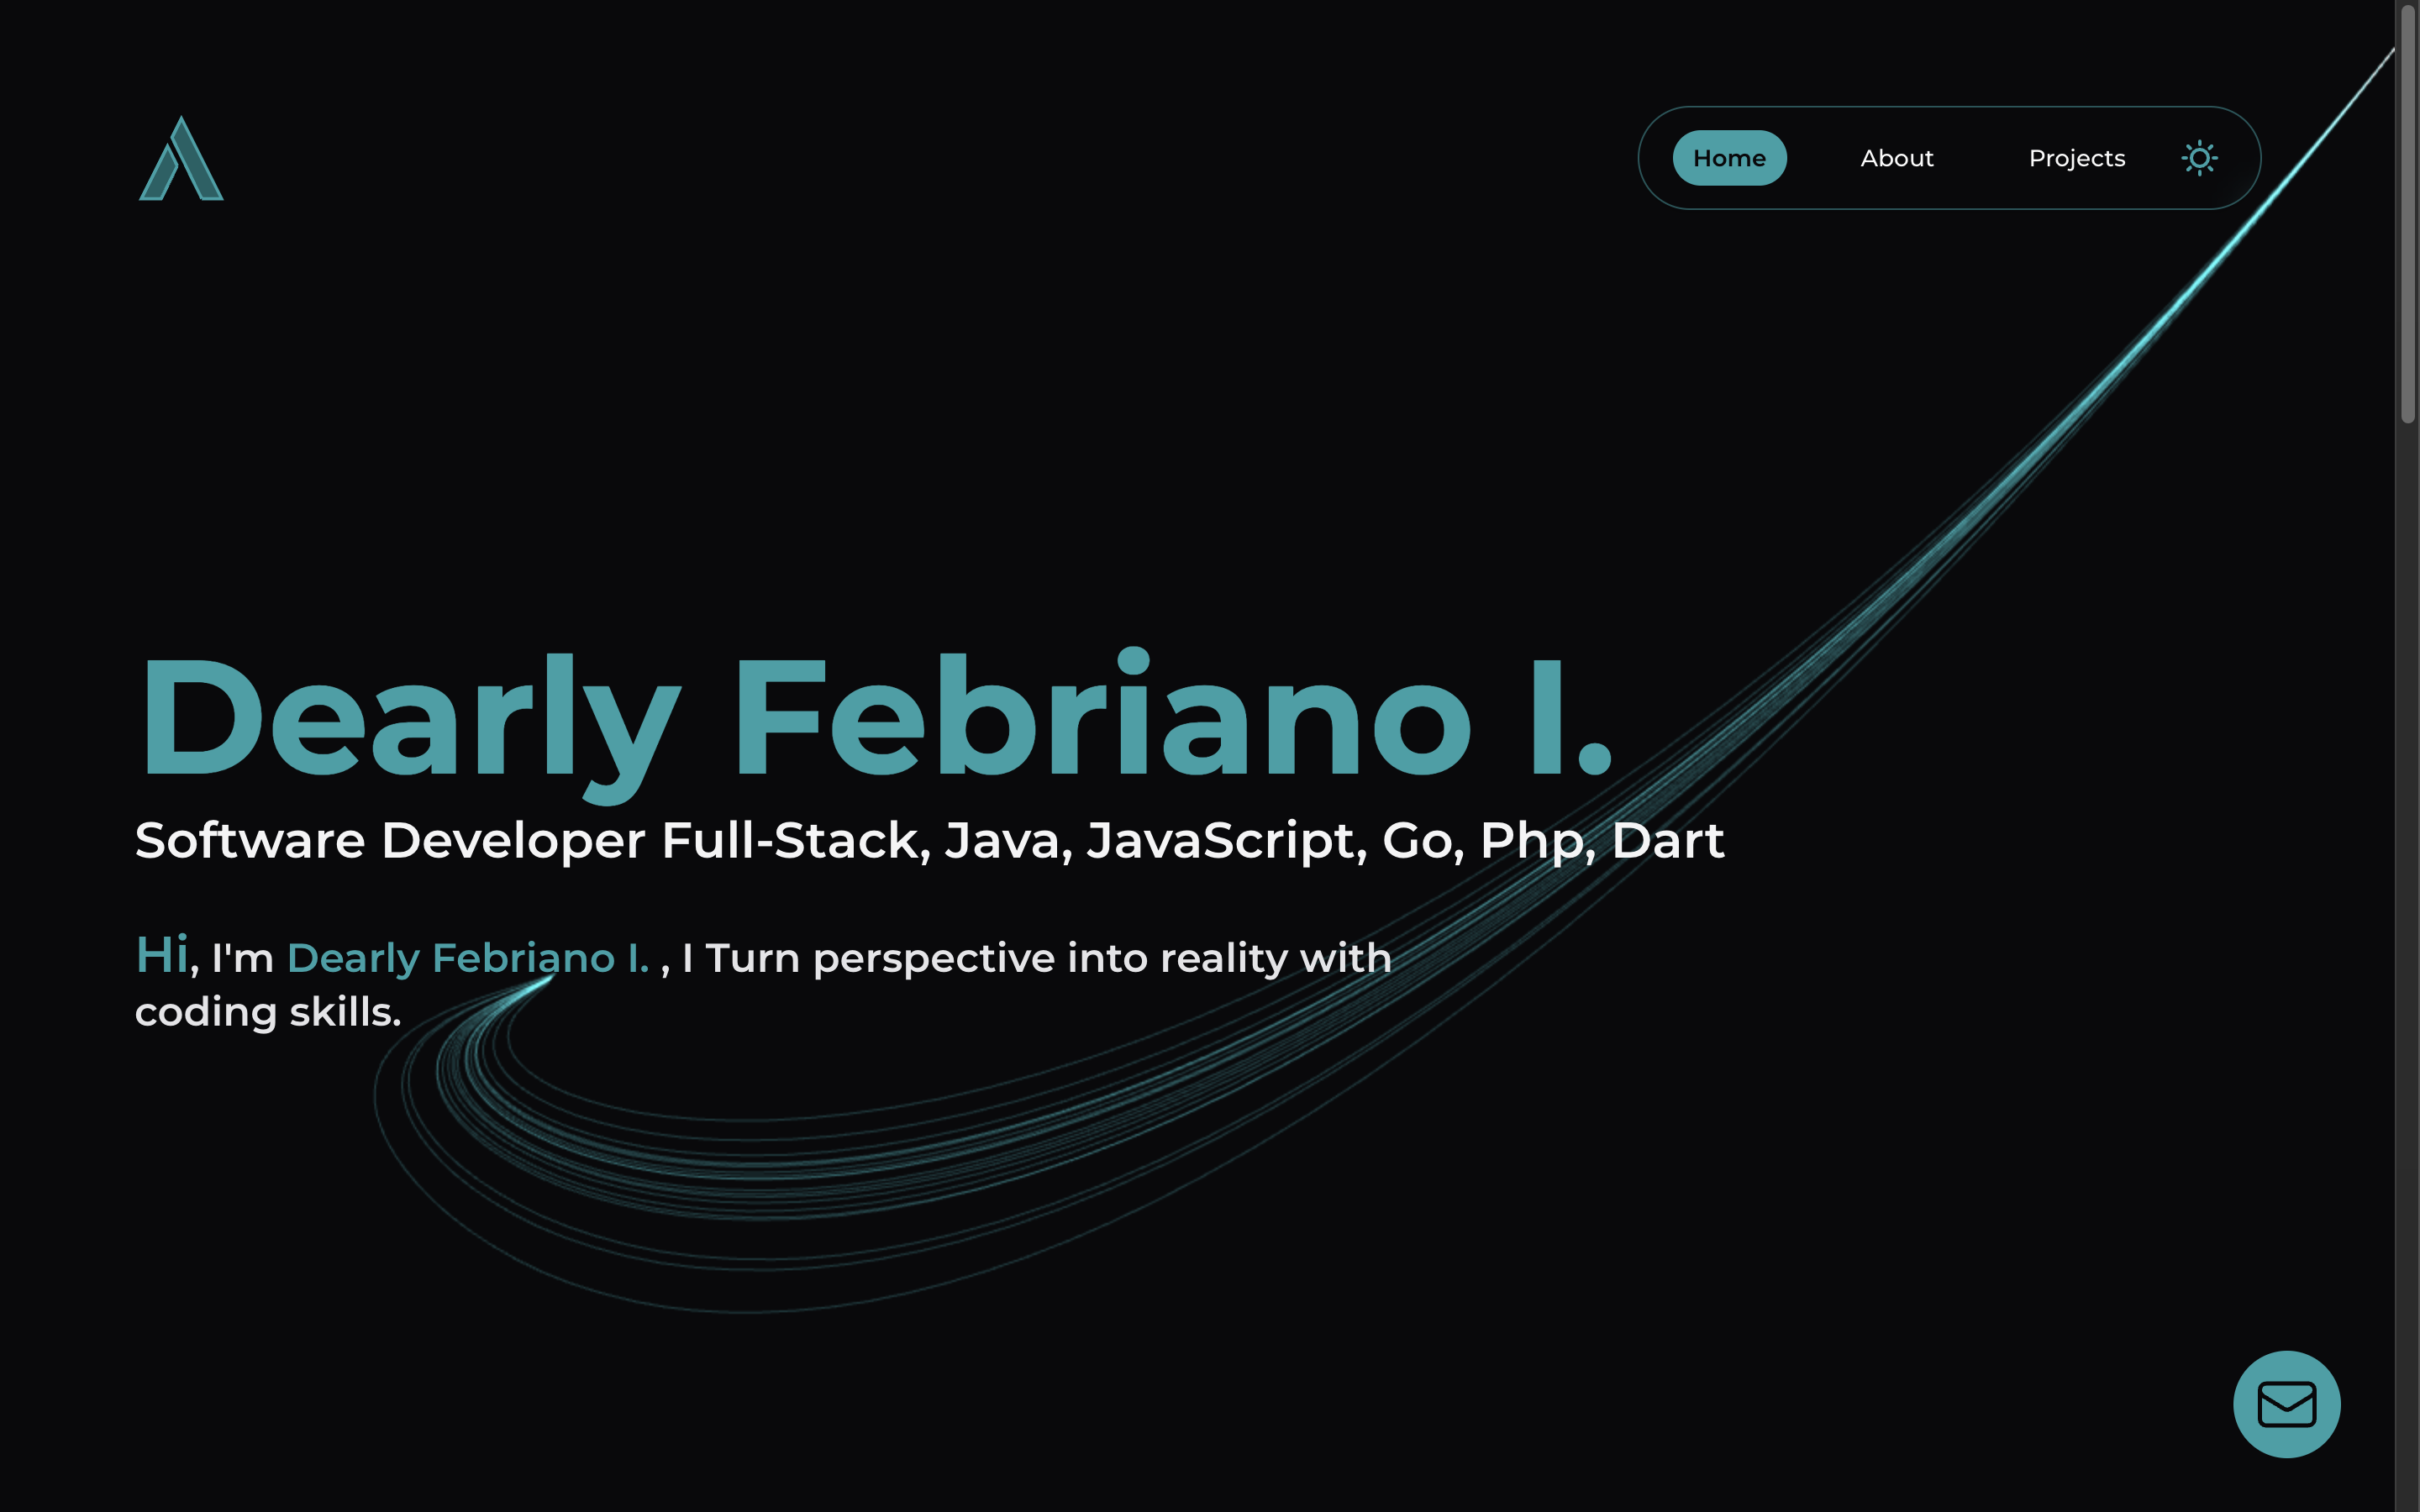 Home
About
Projects
Dearly Febriano I.
Software Developer Full-Stack, Java, JavaScript, Go, Php, Dart
Hi, I'm Dearly Febriano I. , I Turn perspective into reality with
coding skills.